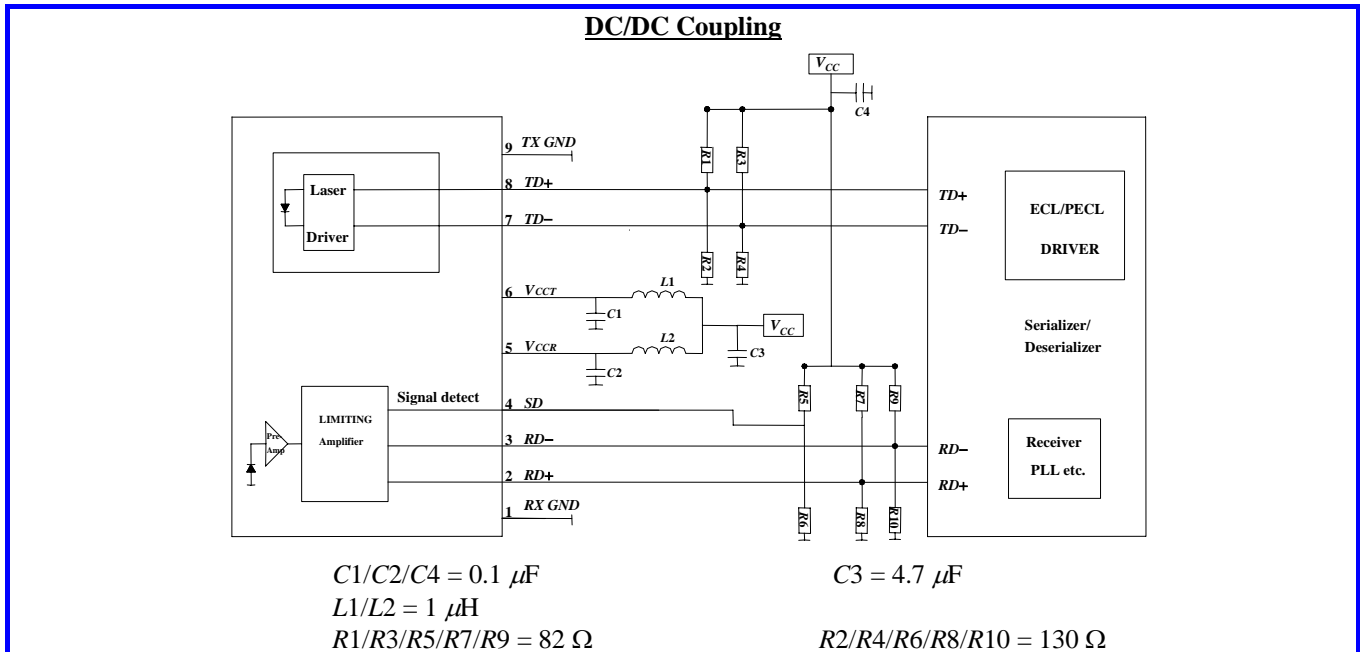 DC/DC Coupling
VCC
C4
9 TX GND
R1
R3
Laser
Driver
8 TD+
TD+
ECL/PECL
DRIVER
7 TD−
TD−
R2
R4
6 VCCT
L1
C1
VCC
Serializer/
Deserializer
5 VCCR
L2
C2
C3
Signal detect
R5
R7
R9
4 SD
LIMITING
Amplifier
Pre-
Amp
3 RD−
RD−
Receiver
PLL etc.
2 RD+
RD+
1 RX GND
R6
R8
R10
C1/C2/C4 = 0.1 μF
C3 = 4.7 μF
L1/L2 = 1 μH
R1/R3/R5/R7/R9 = 82 Ω
R2/R4/R6/R8/R10 = 130 Ω